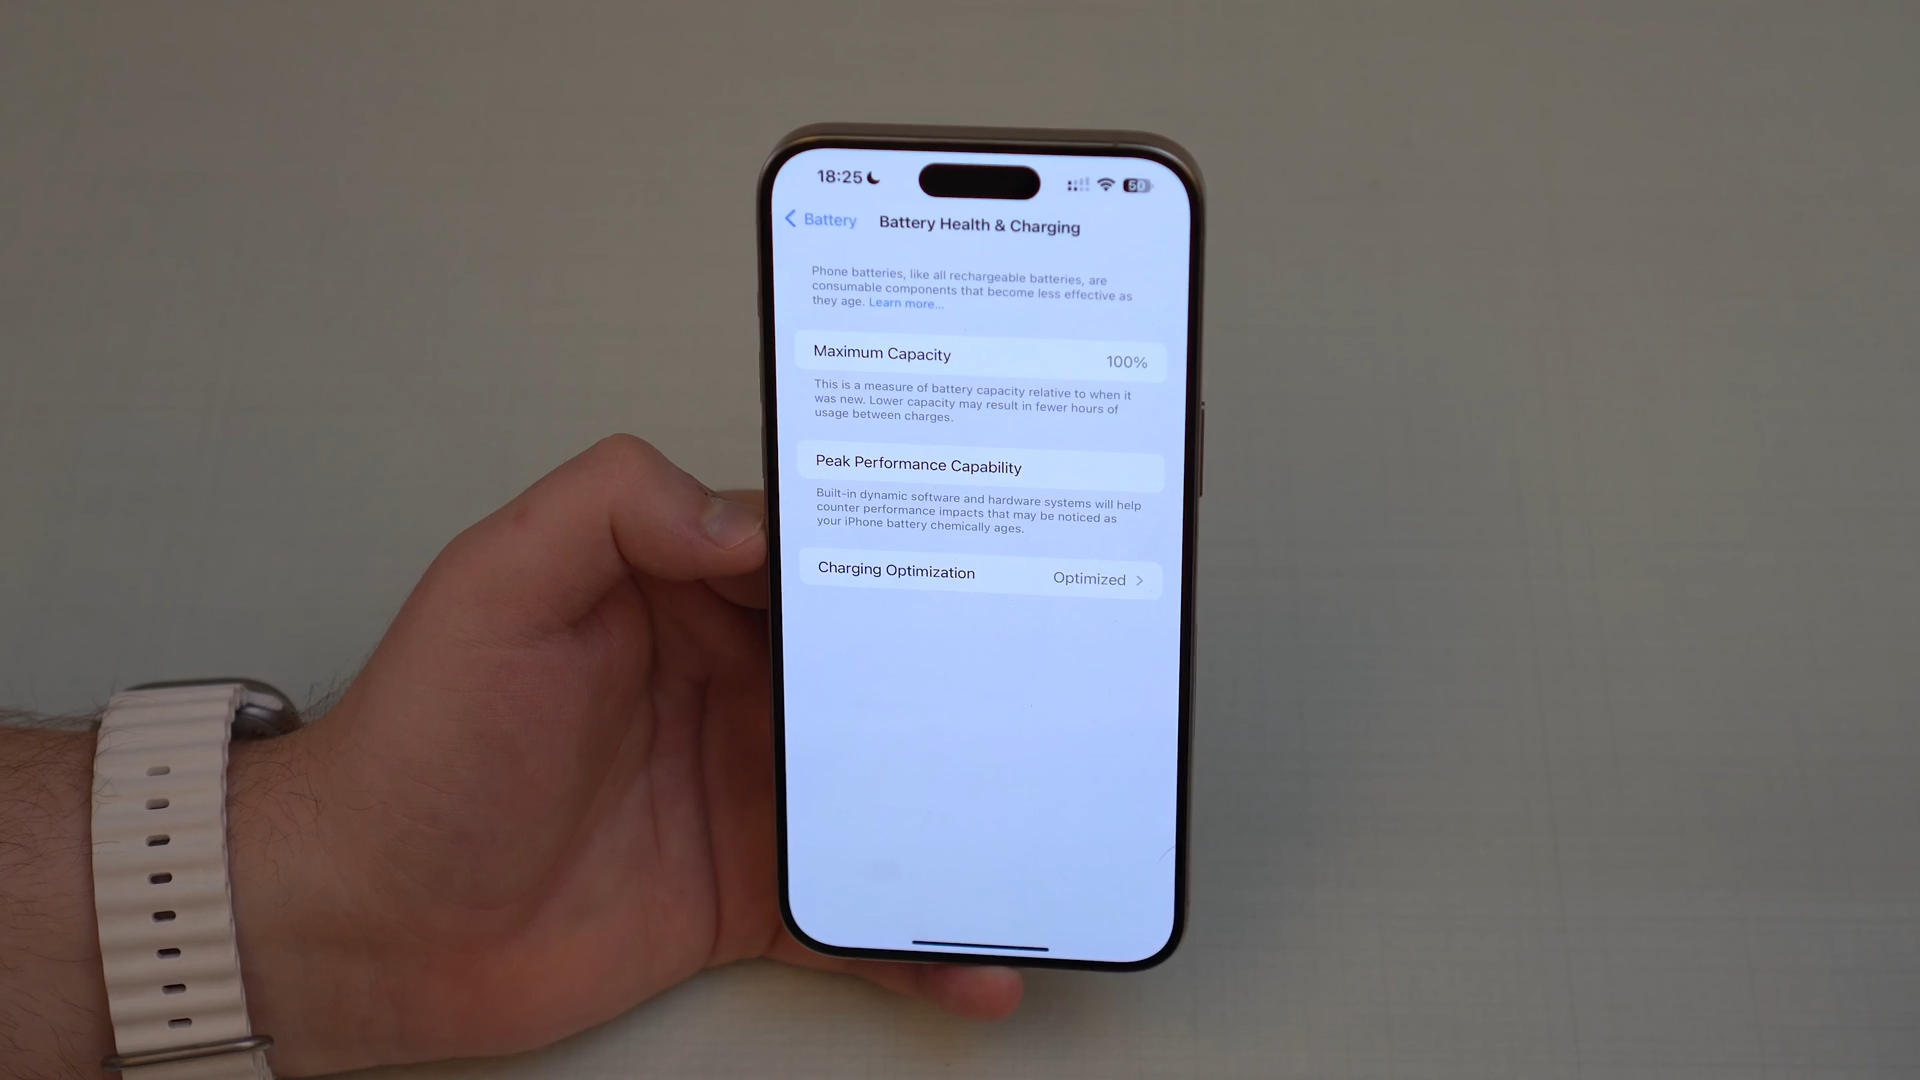 18:25
50
Battery
Battery Health & Charging
Phone batteries, like all rechargeable batteries, are
consumable components that become less effective as
they age. Learn more...
Maximum Capacity
100%
This is a measure of battery capacity relative to when it
was new. Lower capacity may result in fewer hours of
usage between charges.
Peak Performance Capability
Built-in dynamic software and hardware systems will help
counter performance impacts that may be noticed as
your iPhone battery chemically ages.
Charging Optimization
Optimized